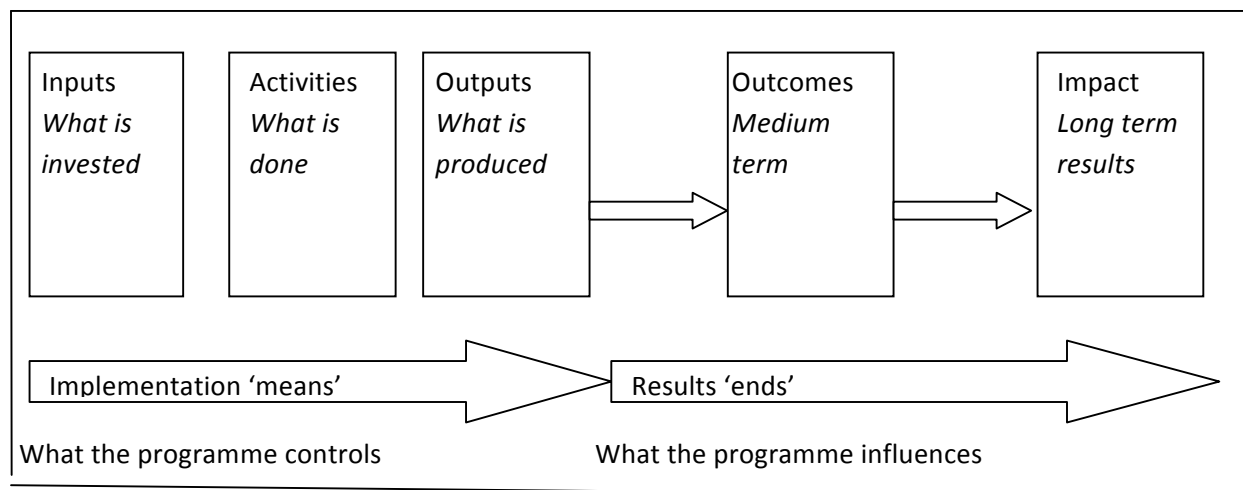 Inputs
What is
invested
Activities
What is
done
Outputs
What is
produced
Outcomes
Medium
term
Impact
Long term
results
Implementation ‘means’
Results ‘ends’
What the programme controls
What the programme influences